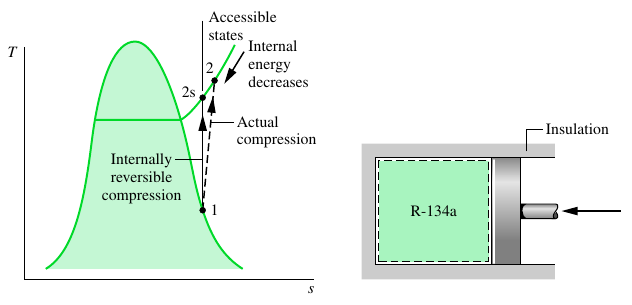 Accessible
states
T
Internal
energy
decreases
2
2s
Actual
compression
Internally
reversible
compression
1
s
Insulation
R-134a